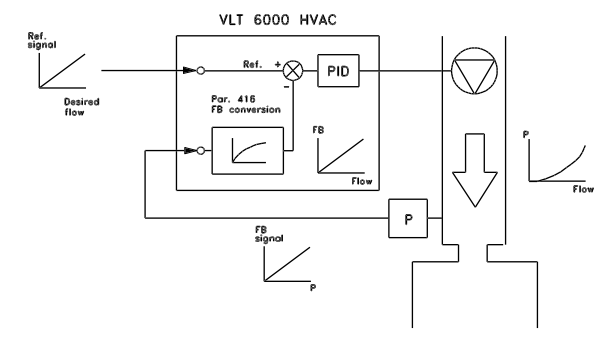 VLT 6000 HVAC
Ref.
signal
Desired
flow
Ref.
+
-
PID
Par. 416
FB conversion
FB
Flow
P
Flow
P
FB
signal
P